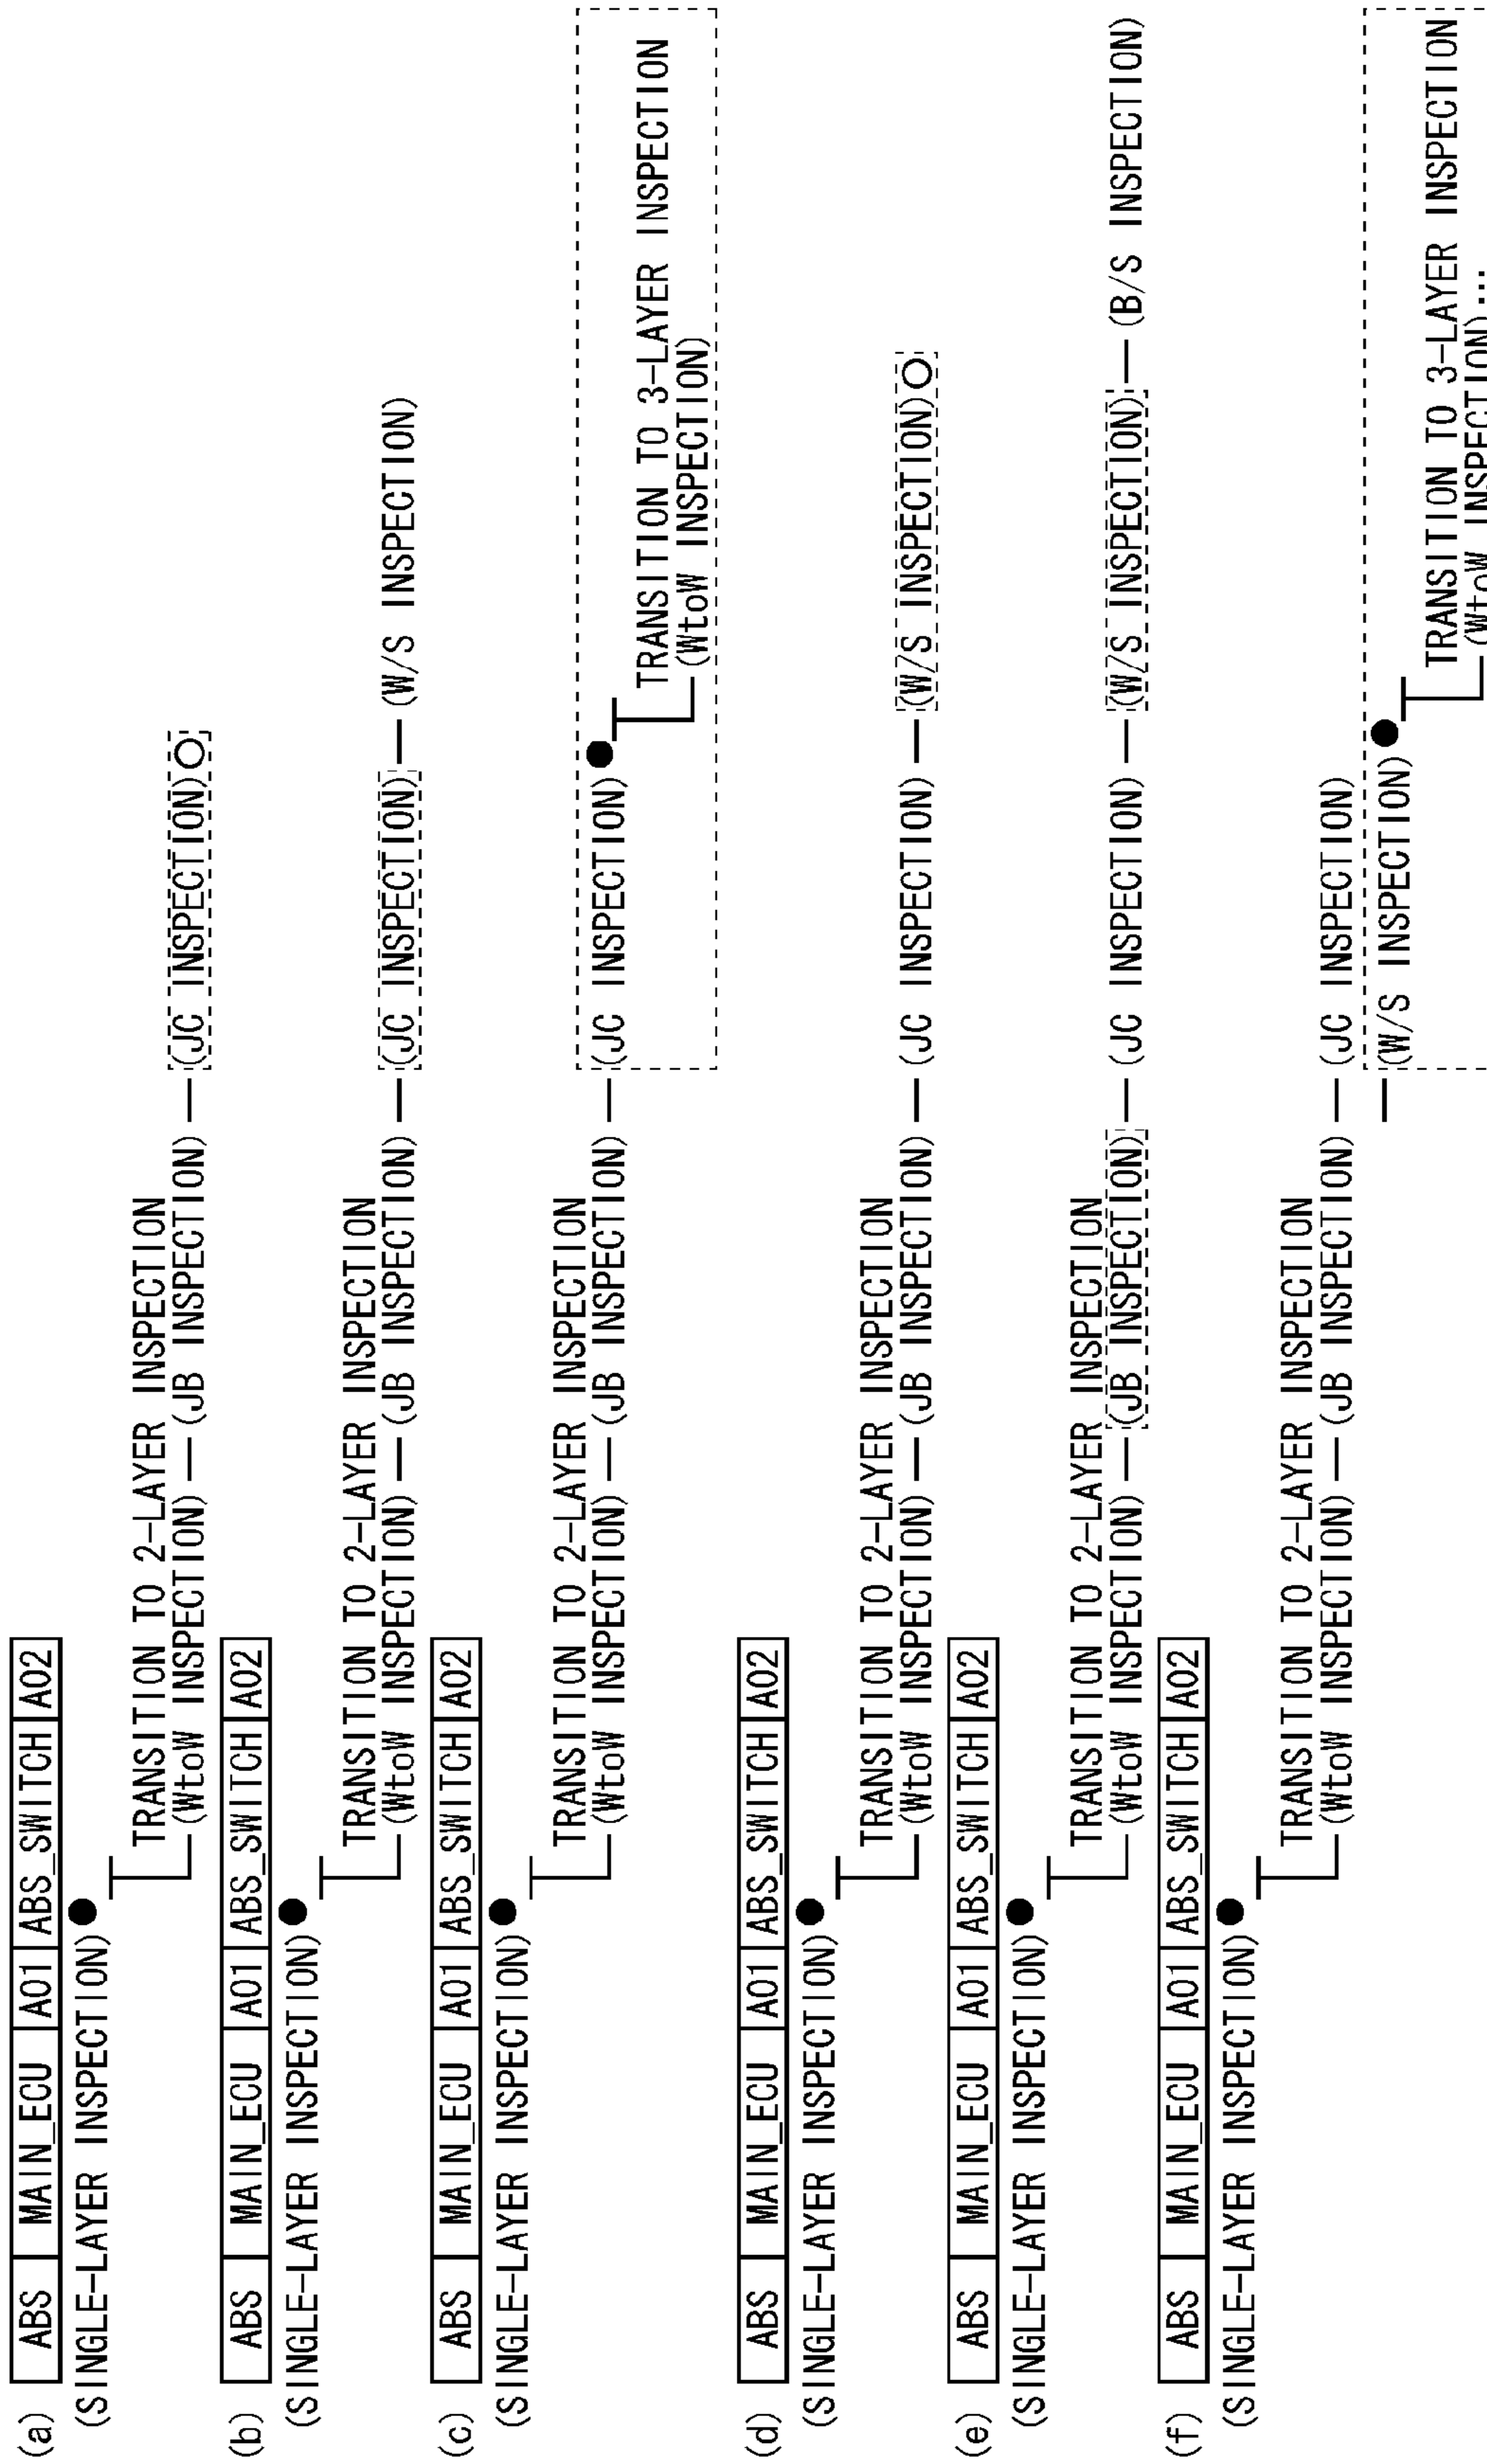 (a) ABS MAIN_ECU A01 ABS_SWITCH A02
(SINGLE-LAYER INSPECTION)
TRANSITION TO 2-LAYER INSPECTION
(WtoW INSPECTION) — (JB INSPECTION) — (JC INSPECTION)
(b) ABS MAIN_ECU A01 ABS_SWITCH A02
(SINGLE-LAYER INSPECTION)
TRANSITION TO 2-LAYER INSPECTION
(WtoW INSPECTION) — (JB INSPECTION) — (JC INSPECTION) — (W/S INSPECTION)
(c) ABS MAIN_ECU A01 ABS_SWITCH A02
(SINGLE-LAYER INSPECTION)
TRANSITION TO 2-LAYER INSPECTION
(WtoW INSPECTION) — (JB INSPECTION) — (JC INSPECTION)
TRANSITION TO 3-LAYER INSPECTION
(WtoW INSPECTION)
(d) ABS MAIN_ECU A01 ABS_SWITCH A02
(SINGLE-LAYER INSPECTION)
TRANSITION TO 2-LAYER INSPECTION
(WtoW INSPECTION) — (JB INSPECTION) — (JC INSPECTION) — (W/S INSPECTION)
(e) ABS MAIN_ECU A01 ABS_SWITCH A02
(SINGLE-LAYER INSPECTION)
TRANSITION TO 2-LAYER INSPECTION
(WtoW INSPECTION) — (JB INSPECTION) — (JC INSPECTION) — (W/S INSPECTION) — (B/S INSPECTION)
(f) ABS MAIN_ECU A01 ABS_SWITCH A02
(SINGLE-LAYER INSPECTION)
TRANSITION TO 2-LAYER INSPECTION
(WtoW INSPECTION) — (JB INSPECTION) — (JC INSPECTION)
— (W/S INSPECTION)
TRANSITION TO 3-LAYER INSPECTION
(WtoW INSPECTION)...